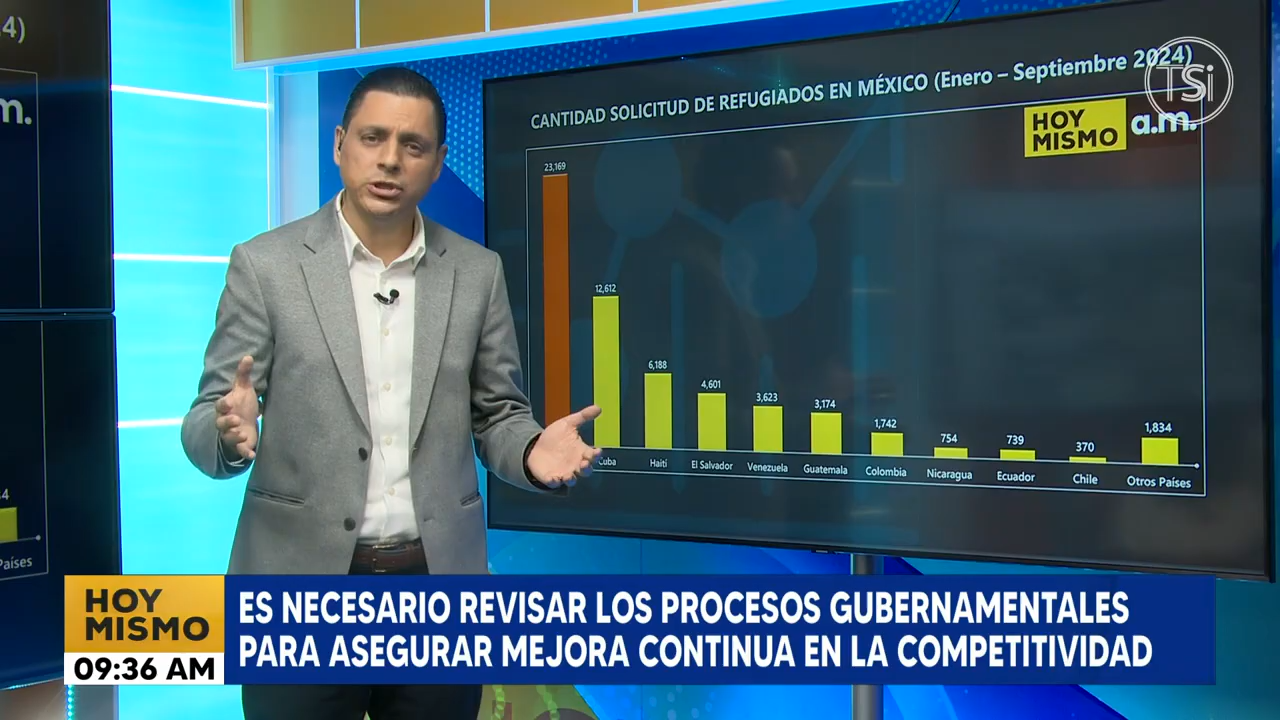 4)
a.m.
4
Países
CANTIDAD SOLICITUD DE REFUGIADOS EN MÉXICO (Enero – Septiembre 2024)
TSi
HOY
MISMO
a.m.
23,169
12,612
6,188
4,601
3,623
3,174
1,742
754
739
370
1,834
Cuba
Haití
El Salvador
Venezuela
Guatemala
Colombia
Nicaragua
Ecuador
Chile
Otros Países
HOY
MISMO
09:36 AM
ES NECESARIO REVISAR LOS PROCESOS GUBERNAMENTALES
PARA ASEGURAR MEJORA CONTINUA EN LA COMPETITIVIDAD